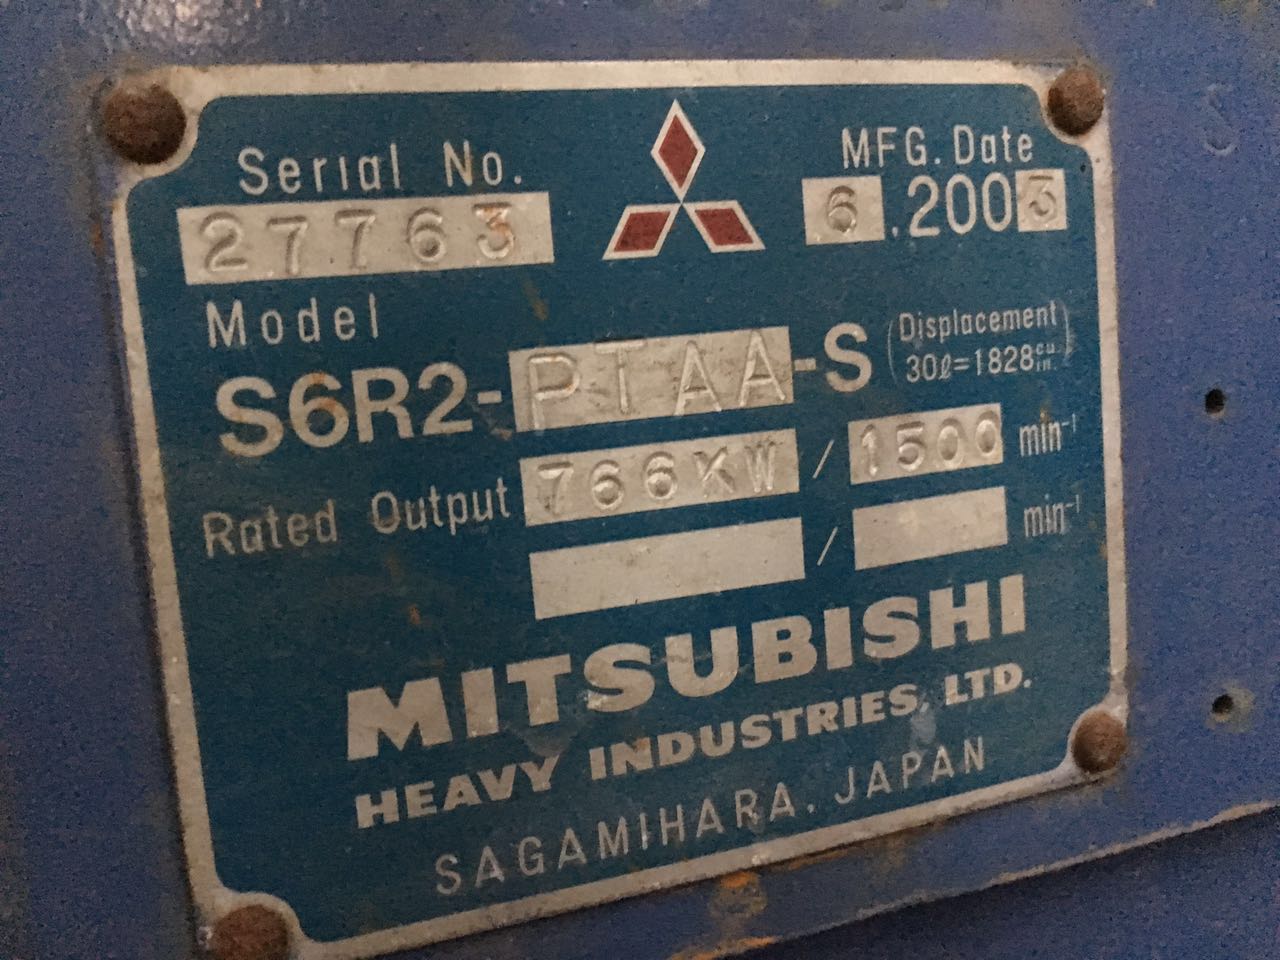 Serial No.
27763
MFG. Date
6.2003
Model
S6R2-PTAA-S
(Displacement
30ℓ=1828cu.in.)
Rated Output 766KW / 1500 min-1
/ min-1
MITSUBISHI
HEAVY INDUSTRIES, LTD.
SAGAMIHARA, JAPAN